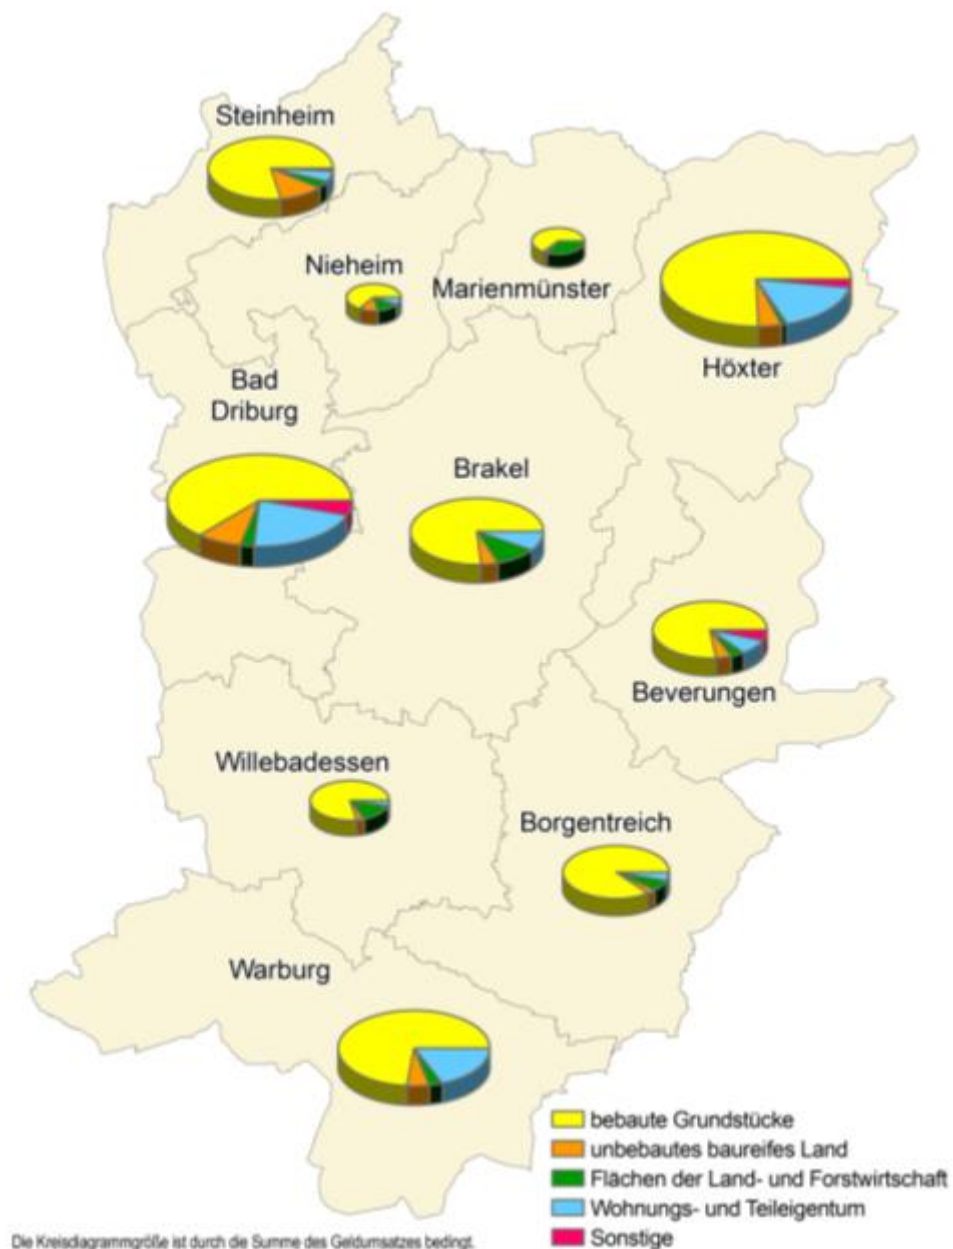 Steinheim
Nieheim
Marienmünster
Höxter
Bad
Driburg
Brakel
Beverungen
Willebadessen
Borgentreich
Warburg
bebaute Grundstücke
unbebautes baureifes Land
Flächen der Land- und Forstwirtschaft
Wohnungs- und Teileigentum
Sonstige
Die Kreisdiagrammgröße ist durch die Summe des Geldumsatzes bedingt.